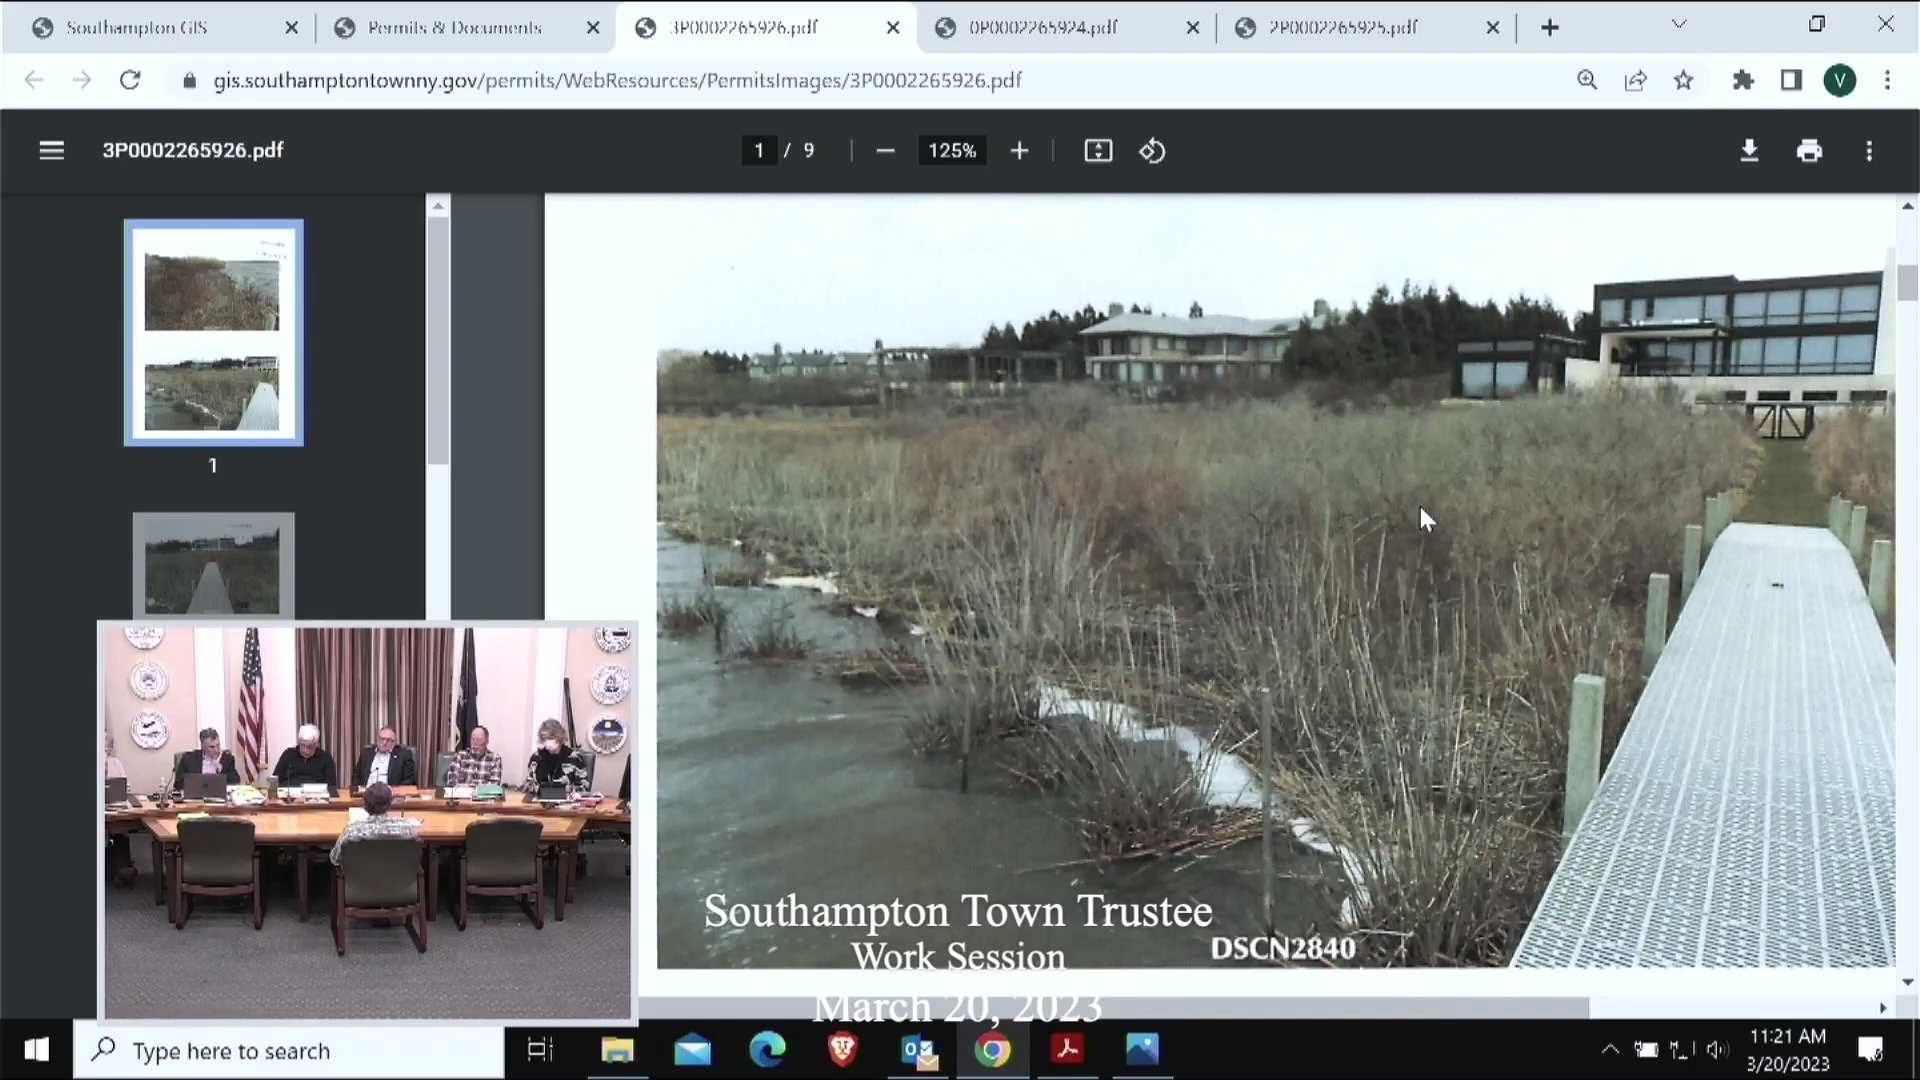 Southampton GIS
Permits & Documents
3P0002265926.pdf
0P0002265924.pdf
2P0002265925.pdf
gis.southamptontownny.gov/permits/WebResources/PermitsImages/3P0002265926.pdf
V
3P0002265926.pdf
1 / 9
125%
1
Southampton Town Trustee
Work Session
March 20, 2023
DSCN2840
Type here to search
11:21 AM
3/20/2023